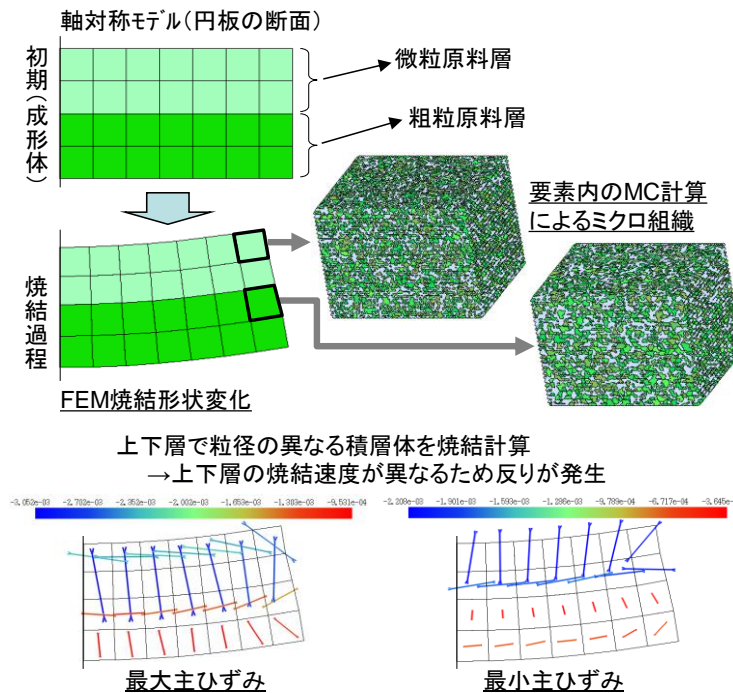 軸対称モデル(円板の断面)
初期(成形体)
微粒原料層
粗粒原料層
要素内のMC計算
によるミクロ組織
焼結過程
FEM焼結形状変化
上下層で粒径の異なる積層体を焼結計算
→上下層の焼結速度が異なるため反りが発生
-3.052e-03 -2.702e-03 -2.352e-03 -2.002e-03 -1.653e-03 -1.303e-03 -9.531e-04
-2.208e-03 -1.901e-03 -1.593e-03 -1.286e-03 -9.789e-04 -6.717e-04 -3.645e-
最大主ひずみ
最小主ひずみ